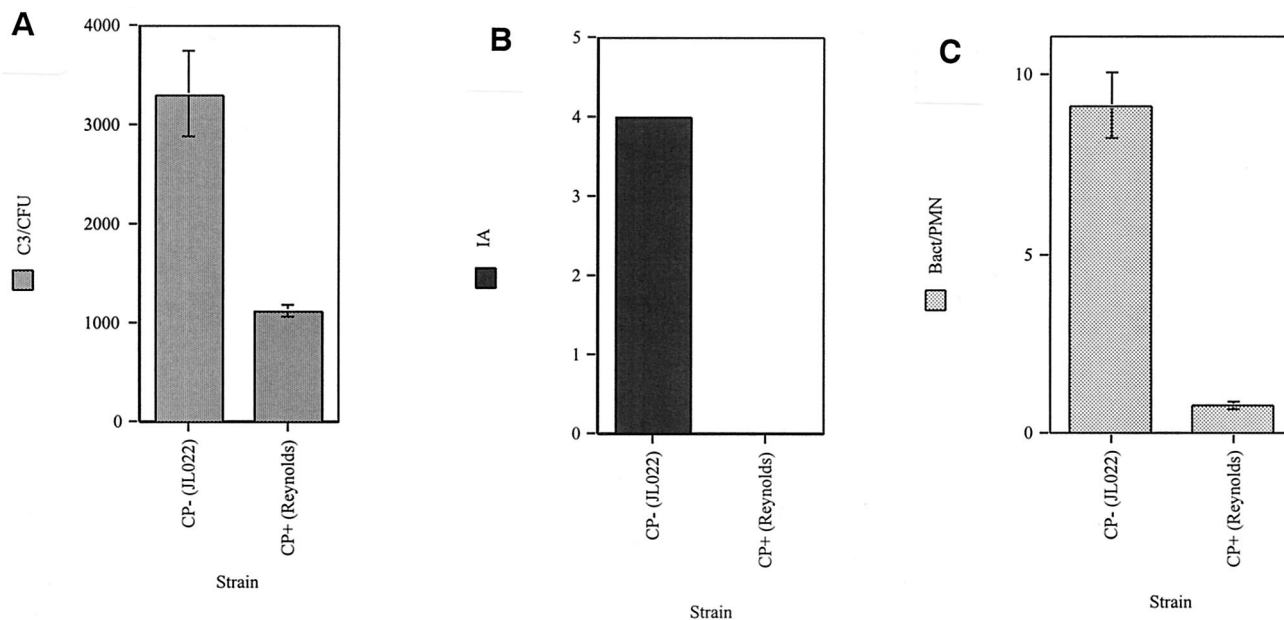 A
4000
3000
2000
1000
0
C3/CFU
CP- (JL022)
CP+ (Reynolds)
Strain
B
5
4
3
2
1
0
IA
CP- (JL022)
CP+ (Reynolds)
Strain
C
10
5
0
Bact/PMN
CP- (JL022)
CP+ (Reynolds)
Strain